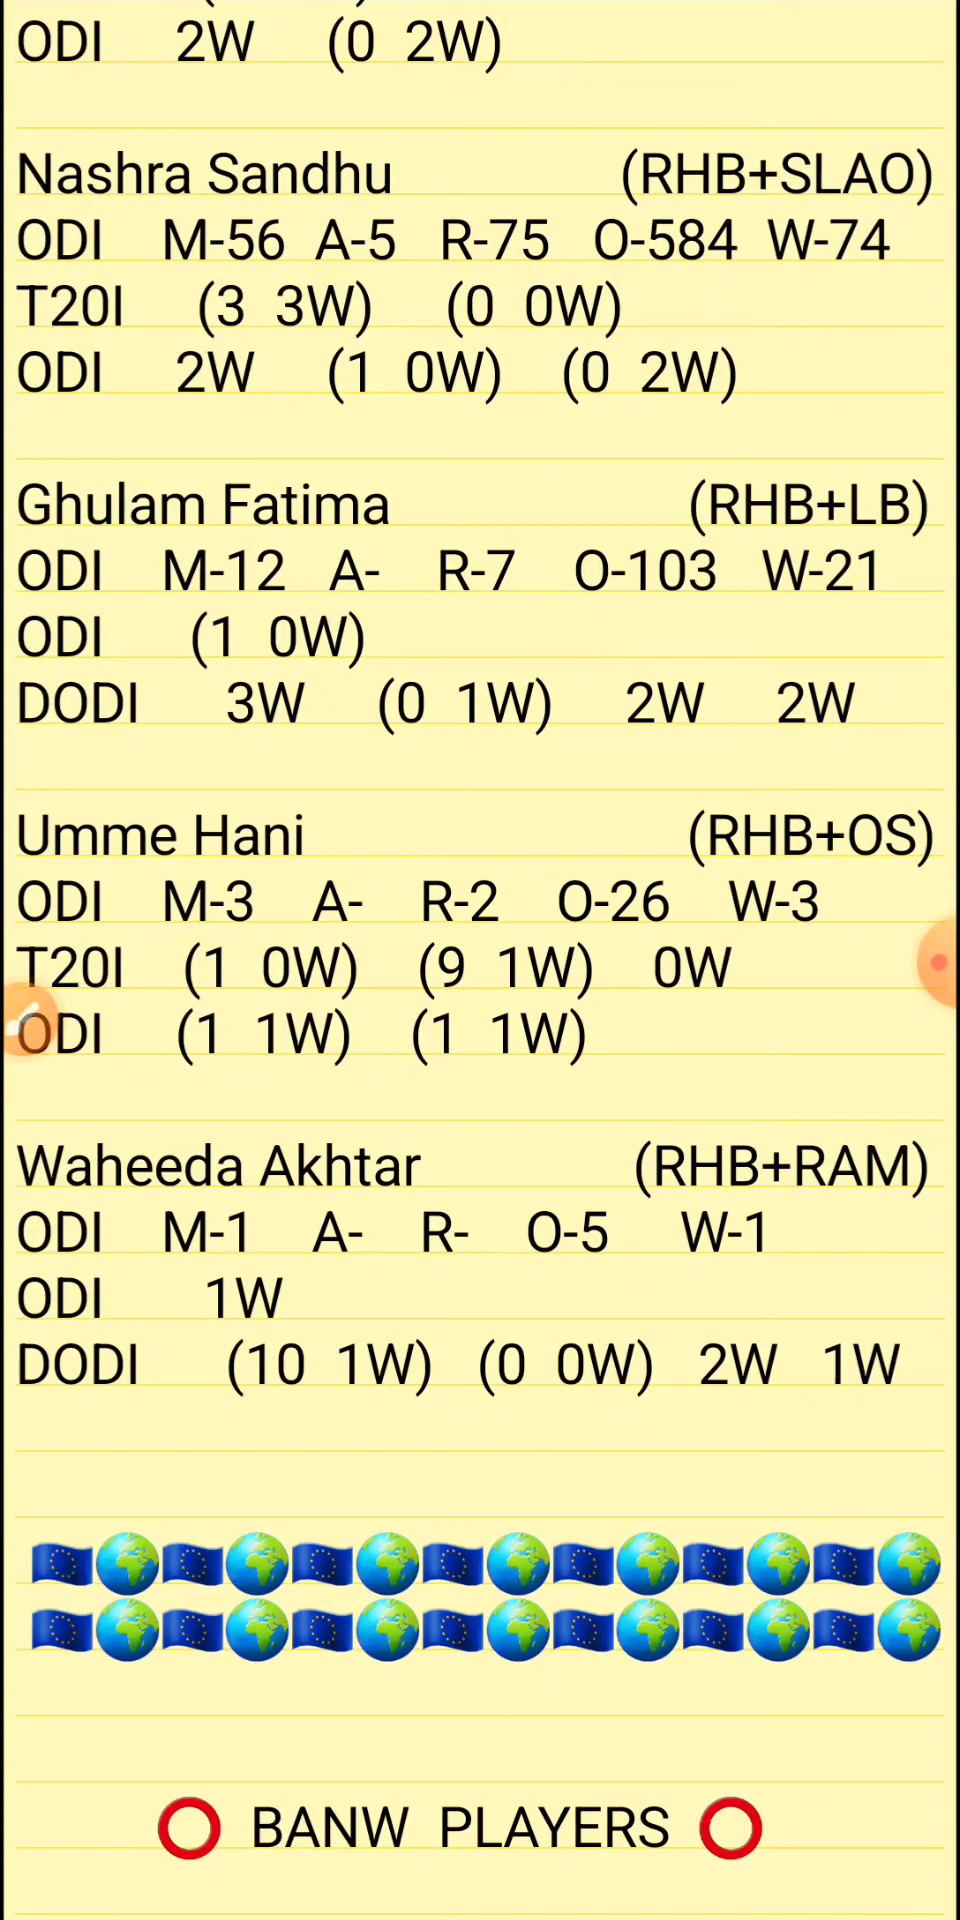 ODI 2W (0 2W)
Nashra Sandhu (RHB+SLAO)
ODI M-56 A-5 R-75 O-584 W-74
T20I (3 3W) (0 0W)
ODI 2W (1 0W) (0 2W)
Ghulam Fatima (RHB+LB)
ODI M-12 A- R-7 O-103 W-21
ODI (1 0W)
DODI 3W (0 1W) 2W 2W
Umme Hani (RHB+OS)
ODI M-3 A- R-2 O-26 W-3
T20I (1 0W) (9 1W) 0W
ODI (1 1W) (1 1W)
Waheeda Akhtar (RHB+RAM)
ODI M-1 A- R- O-5 W-1
ODI 1W
DODI (10 1W) (0 0W) 2W 1W
BANW PLAYERS